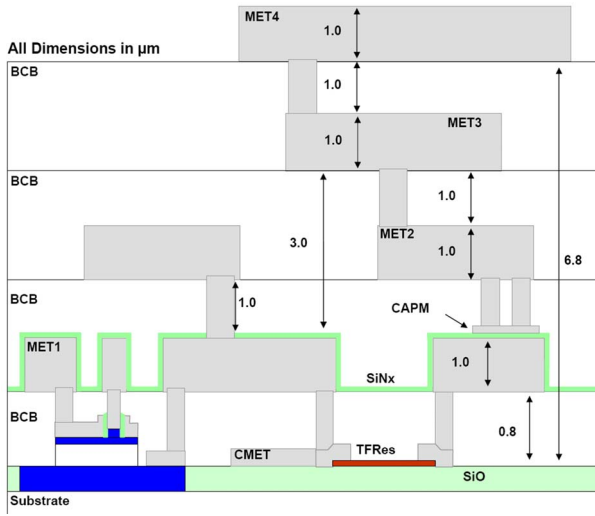 MET4
1.0
All Dimensions in µm
BCB
1.0
MET3
1.0
BCB
1.0
3.0
MET2
1.0
6.8
BCB
1.0
CAPM
MET1
1.0
SiNx
BCB
0.8
CMET
TFRes
SiO
Substrate